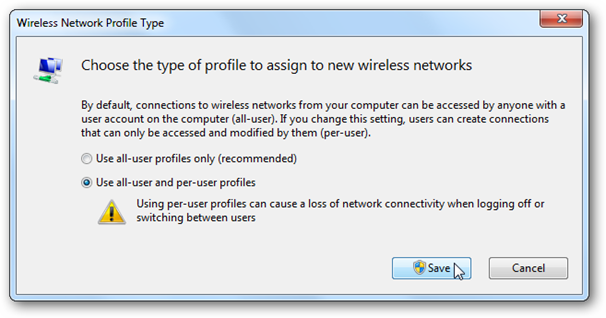 Wireless Network Profile Type
Choose the type of profile to assign to new wireless networks
By default, connections to wireless networks from your computer can be accessed by anyone with a
user account on the computer (all-user). If you change this setting, users can create connections
that can only be accessed and modified by them (per-user).
Use all-user profiles only (recommended)
Use all-user and per-user profiles
Using per-user profiles can cause a loss of network connectivity when logging off or
switching between users
Save
Cancel